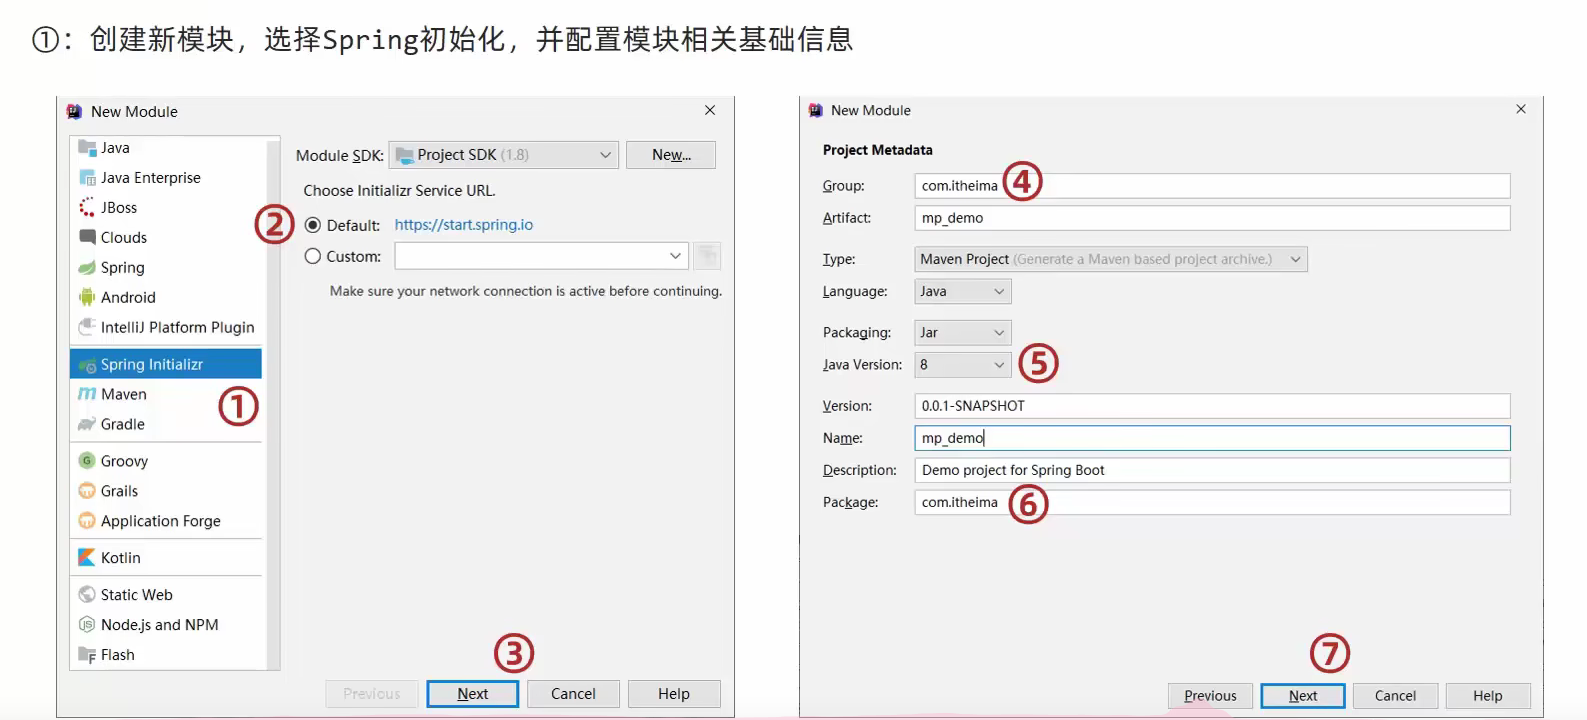 ①：创建新模块，选择Spring初始化，并配置模块相关基础信息
New Module
Java
Java Enterprise
JBoss
Clouds
Spring
Android
IntelliJ Platform Plugin
Spring Initializr
Maven
①
Gradle
Groovy
Grails
Application Forge
Kotlin
Static Web
Node.js and NPM
Flash
Module SDK: Project SDK (1.8) New...
Choose Initializr Service URL.
② Default: https://start.spring.io
Custom:
Make sure your network connection is active before continuing.
③
Previous Next Cancel Help
New Module
Project Metadata
Group: com.itheima ④
Artifact: mp_demo
Type: Maven Project (Generate a Maven based project archive.)
Language: Java
Packaging: Jar
Java Version: 8 ⑤
Version: 0.0.1-SNAPSHOT
Name: mp_demo
Description: Demo project for Spring Boot
Package: com.itheima ⑥
⑦
Previous Next Cancel Help